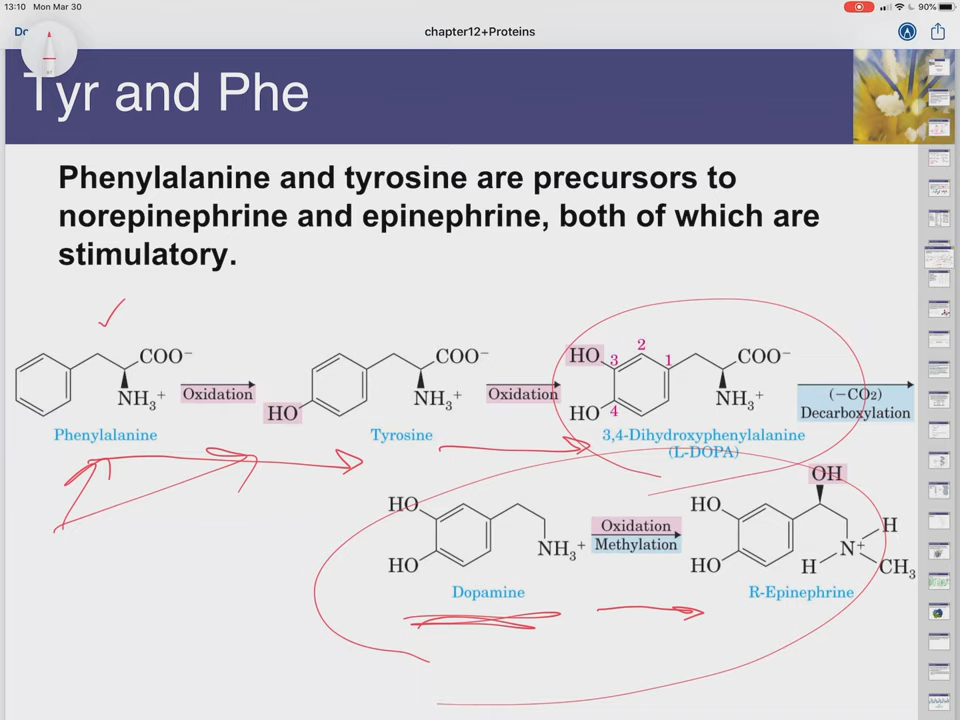 13:10 Mon Mar 30
90%
chapter12+Proteins
Tyr and Phe
Phenylalanine and tyrosine are precursors to
norepinephrine and epinephrine, both of which are
stimulatory.
COO⁻
NH₃⁺
Oxidation
Phenylalanine
COO⁻
NH₃⁺
HO
Oxidation
Tyrosine
HO 3 2 1 COO⁻
HO 4 NH₃⁺
3,4-Dihydroxyphenylalanine
(L-DOPA)
(−CO2)
Decarboxylation
HO
HO
NH₃⁺
Oxidation
Methylation
Dopamine
OH
HO
HO
H
H N⁺
CH₃
R-Epinephrine